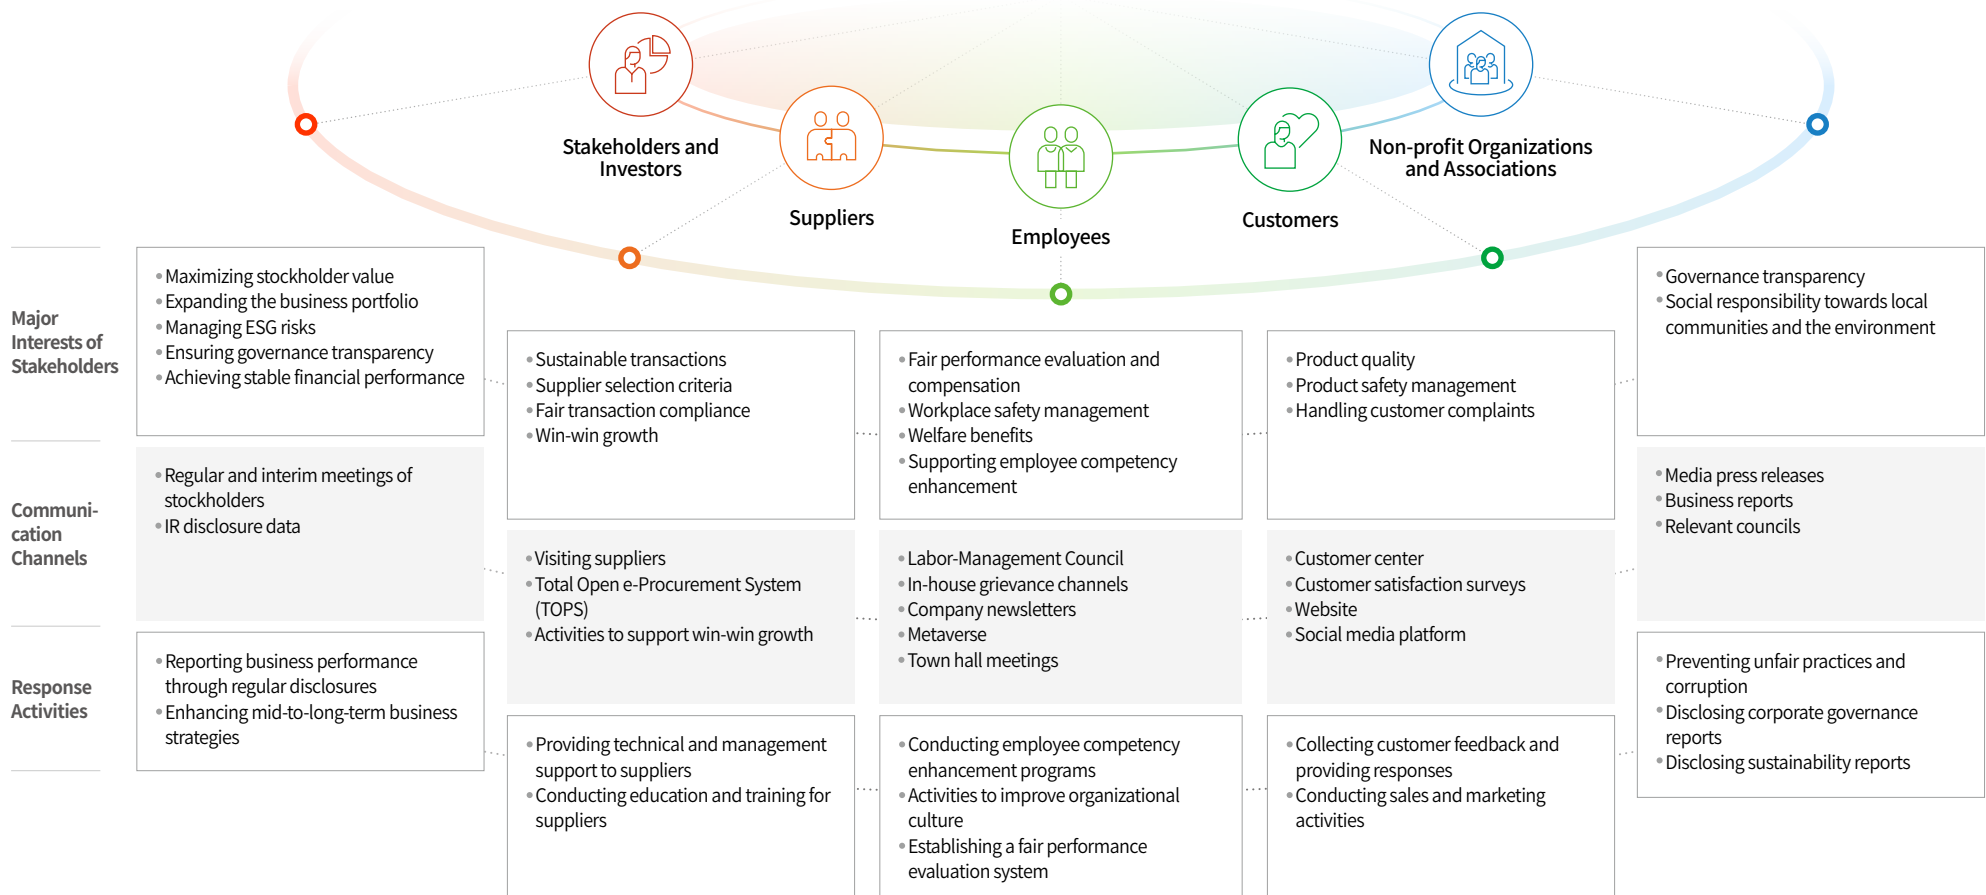 Stakeholders and
Investors
Suppliers
Employees
Customers
Non-profit Organizations
and Associations
Major
Interests of
Stakeholders
• Maximizing stockholder value
• Expanding the business portfolio
• Managing ESG risks
• Ensuring governance transparency
• Achieving stable financial performance
• Sustainable transactions
• Supplier selection criteria
• Fair transaction compliance
• Win-win growth
• Fair performance evaluation and
compensation
• Workplace safety management
• Welfare benefits
• Supporting employee competency
enhancement
• Product quality
• Product safety management
• Handling customer complaints
• Governance transparency
• Social responsibility towards local
communities and the environment
Communi-
cation
Channels
• Regular and interim meetings of
stockholders
• IR disclosure data
• Visiting suppliers
• Total Open e-Procurement System
(TOPS)
• Activities to support win-win growth
• Labor-Management Council
• In-house grievance channels
• Company newsletters
• Metaverse
• Town hall meetings
• Customer center
• Customer satisfaction surveys
• Website
• Social media platform
• Media press releases
• Business reports
• Relevant councils
Response
Activities
• Reporting business performance
through regular disclosures
• Enhancing mid-to-long-term business
strategies
• Providing technical and management
support to suppliers
• Conducting education and training for
suppliers
• Conducting employee competency
enhancement programs
• Activities to improve organizational
culture
• Establishing a fair performance
evaluation system
• Collecting customer feedback and
providing responses
• Conducting sales and marketing
activities
• Preventing unfair practices and
corruption
• Disclosing corporate governance
reports
• Disclosing sustainability reports